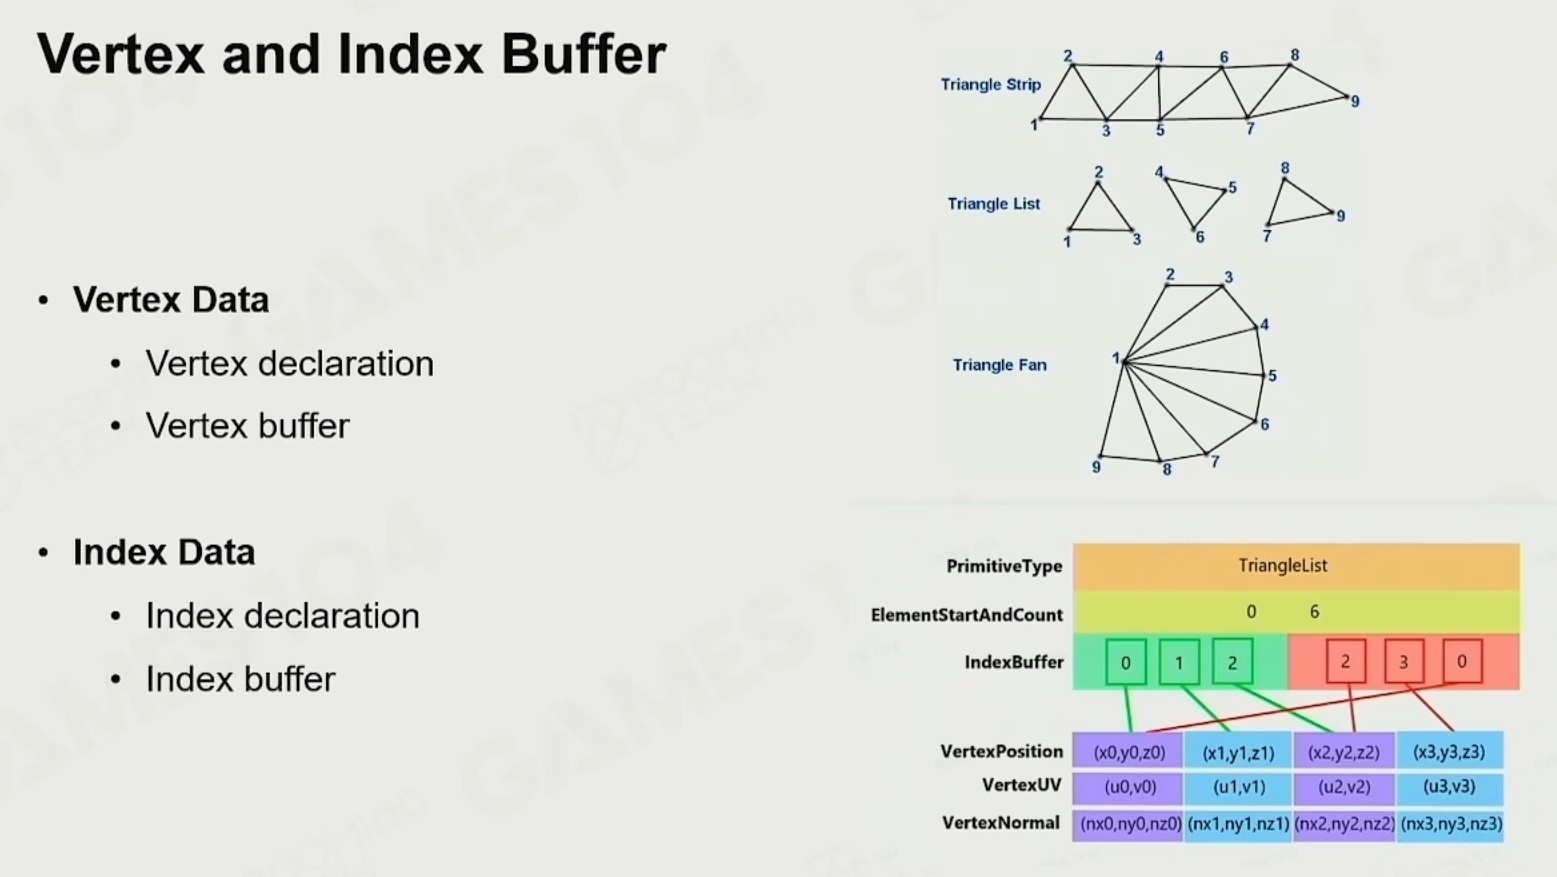 Vertex and Index Buffer
• Vertex Data
• Vertex declaration
• Vertex buffer
• Index Data
• Index declaration
• Index buffer
Triangle Strip
2 4 6 8
1 3 5 7 9
Triangle List
2 4 5 8
1 3 6 7 9
Triangle Fan
2 3
4
1
5
6
9 8 7
PrimitiveType TriangleList
ElementStartAndCount 0 6
IndexBuffer 0 1 2 2 3 0
VertexPosition (x0,y0,z0) (x1,y1,z1) (x2,y2,z2) (x3,y3,z3)
VertexUV (u0,v0) (u1,v1) (u2,v2) (u3,v3)
VertexNormal (nx0,ny0,nz0) (nx1,ny1,nz1) (nx2,ny2,nz2) (nx3,ny3,nz3)
GAMES104